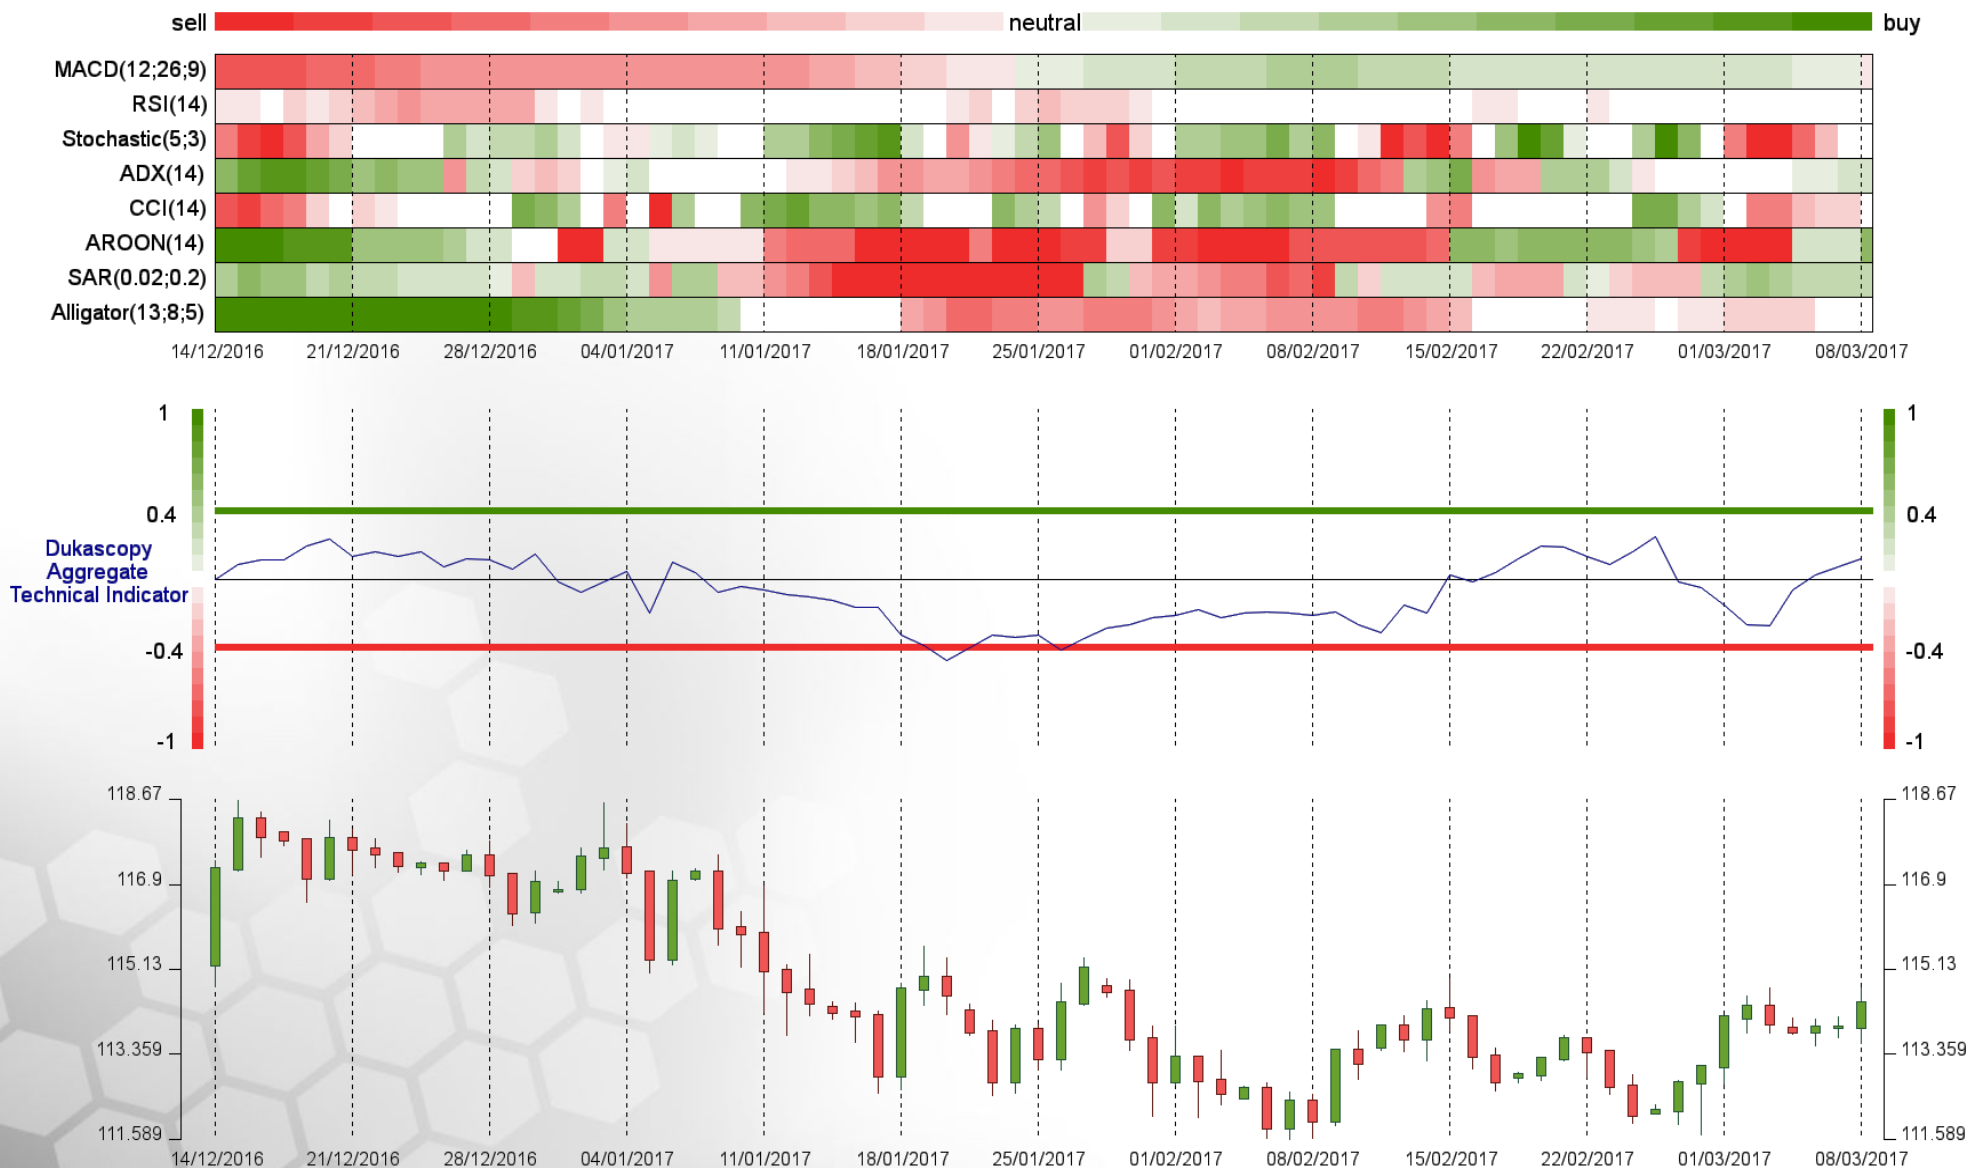 sell neutral buy
MACD(12;26;9)
RSI(14)
Stochastic(5;3)
ADX(14)
CCI(14)
AROON(14)
SAR(0.02;0.2)
Alligator(13;8;5)
14/12/2016 21/12/2016 28/12/2016 04/01/2017 11/01/2017 18/01/2017 25/01/2017 01/02/2017 08/02/2017 15/02/2017 22/02/2017 01/03/2017 08/03/2017
1 1
0.4 0.4
Dukascopy
Aggregate
Technical Indicator
-0.4 -0.4
-1 -1
118.67 118.67
116.9 116.9
115.13 115.13
113.359 113.359
111.589 111.589
14/12/2016 21/12/2016 28/12/2016 04/01/2017 11/01/2017 18/01/2017 25/01/2017 01/02/2017 08/02/2017 15/02/2017 22/02/2017 01/03/2017 08/03/2017